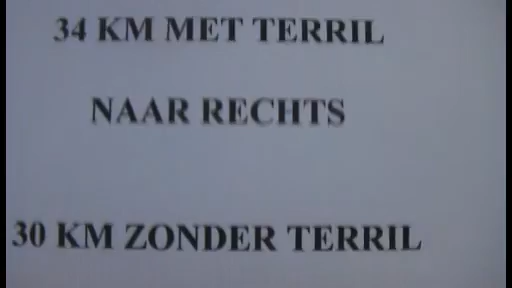 34 KM MET TERRIL
NAAR RECHTS
30 KM ZONDER TERRIL